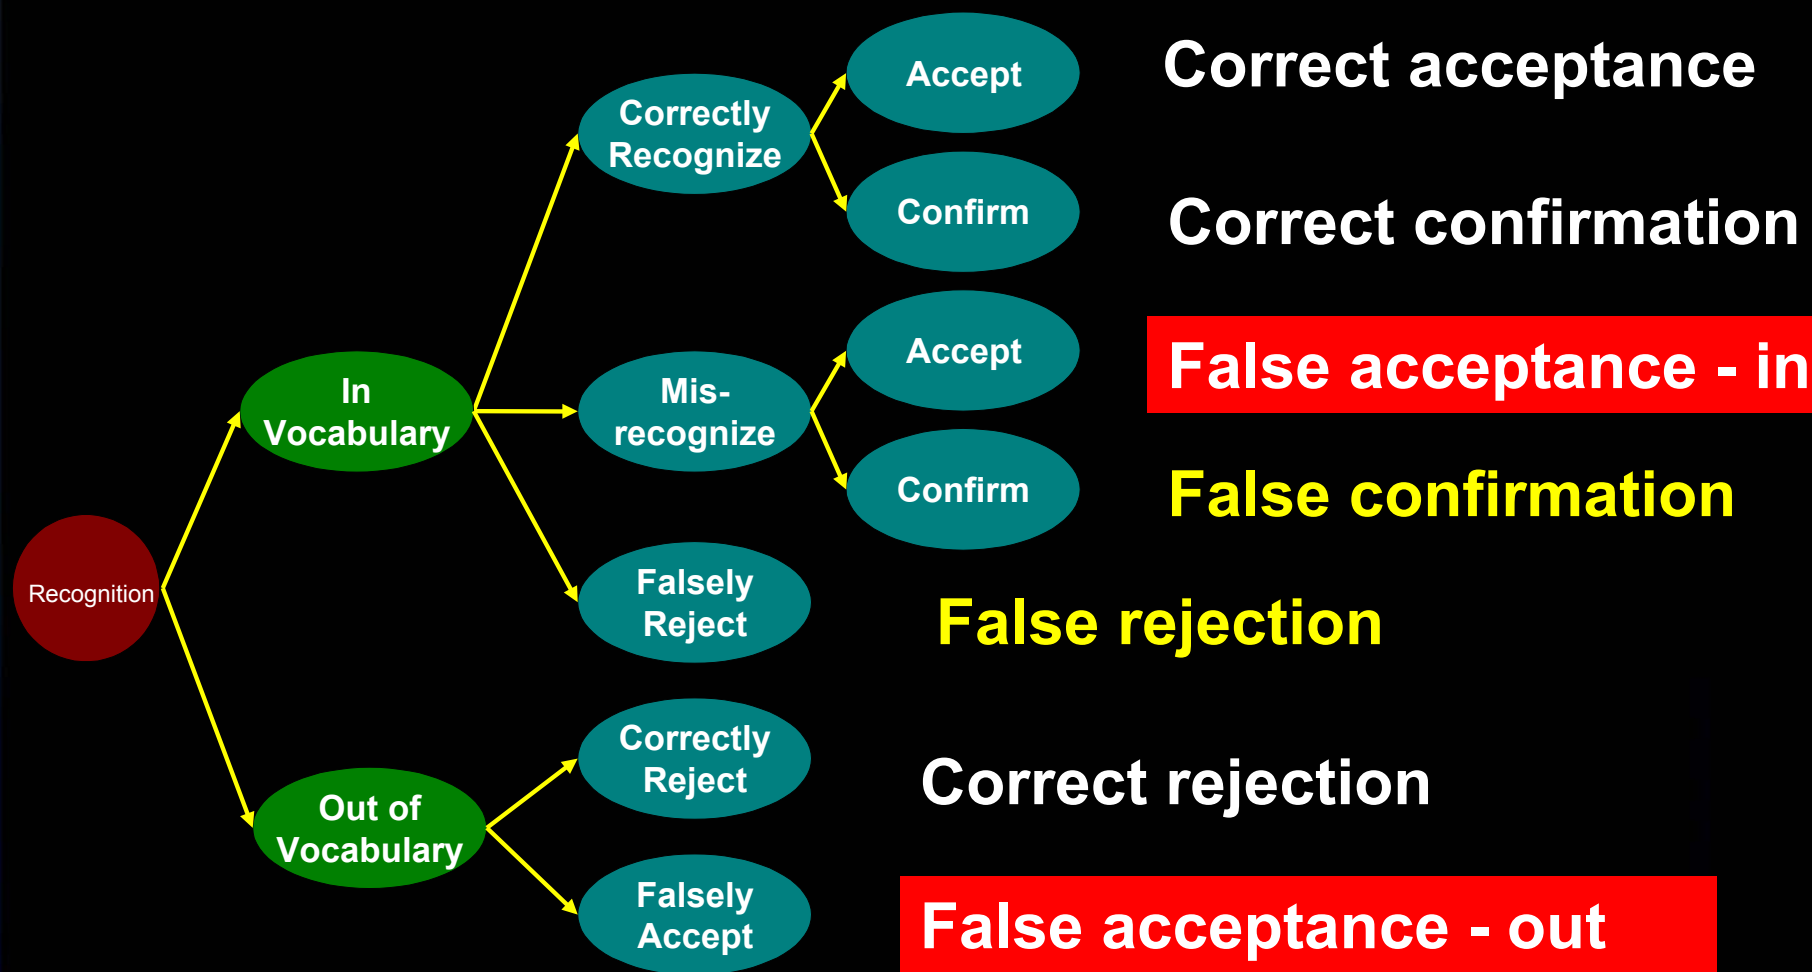 Accept
Correct acceptance
Correctly
Recognize
Confirm
Correct confirmation
Accept
False acceptance - in
In
Vocabulary
Mis-
recognize
Confirm
False confirmation
Recognition
Falsely
Reject
False rejection
Correctly
Reject
Correct rejection
Out of
Vocabulary
Falsely
Accept
False acceptance - out